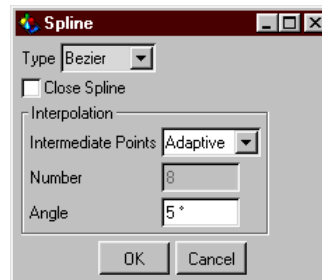 Spline
Type Bezier
Close Spline
Interpolation
Intermediate Points Adaptive
Number 8
Angle 5 °
OK Cancel